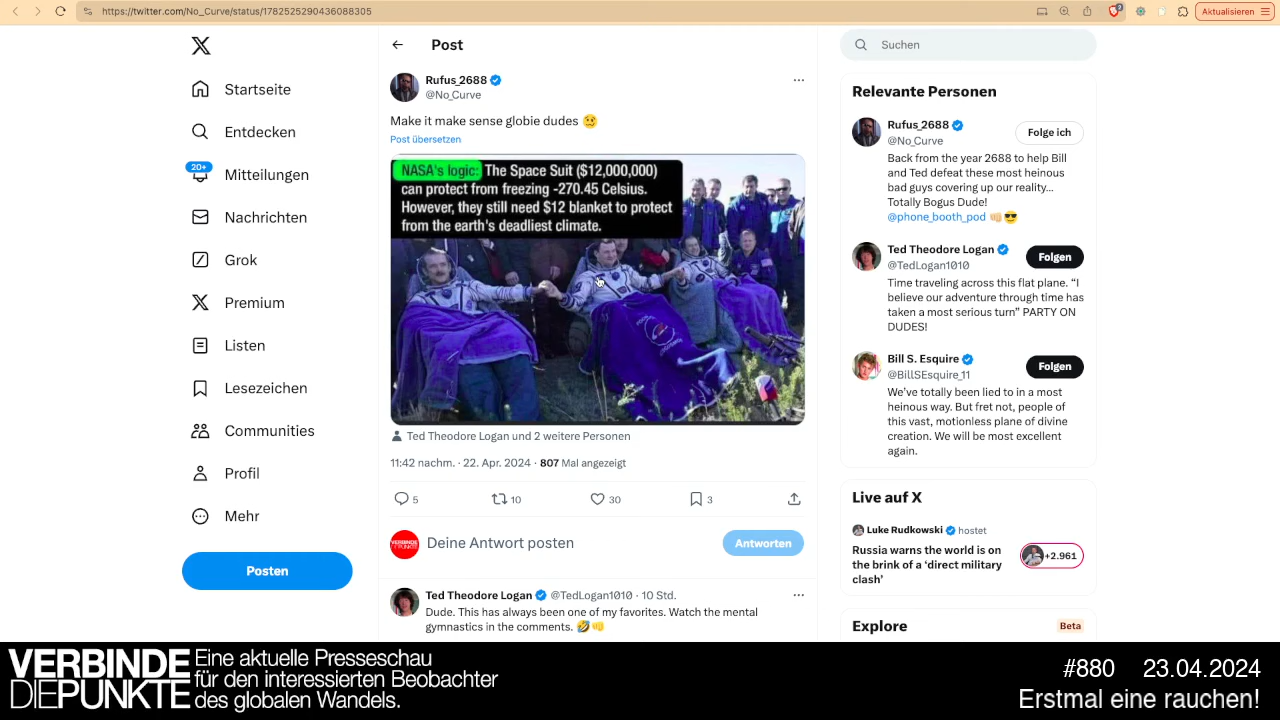 https://twitter.com/No_Curve/status/1782525290436088305
Aktualisieren
Startseite
Entdecken
20+
Mitteilungen
Nachrichten
Grok
Premium
Listen
Lesezeichen
Communities
Profil
Mehr
Posten
Post
Rufus_2688
@No_Curve
Make it make sense globie dudes 🥴
Post übersetzen
NASA's logic: The Space Suit ($12,000,000)
can protect from freezing -270.45 Celsius.
However, they still need $12 blanket to protect
from the earth's deadliest climate.
Ted Theodore Logan und 2 weitere Personen
11:42 nachm. · 22. Apr. 2024 · 807 Mal angezeigt
5
10
30
3
VERBINDE
DIEPUNKTE
Deine Antwort posten
Antworten
Ted Theodore Logan @TedLogan1010 · 10 Std.
Dude. This has always been one of my favorites. Watch the mental
gymnastics in the comments. 🤣👊
Suchen
Relevante Personen
Rufus_2688
@No_Curve
Folge ich
Back from the year 2688 to help Bill
and Ted defeat these most heinous
bad guys covering up our reality...
Totally Bogus Dude!
@phone_booth_pod 👊🏻😎
Ted Theodore Logan
@TedLogan1010
Folgen
Time traveling across this flat plane. “I
believe our adventure through time has
taken a most serious turn” PARTY ON
DUDES!
Bill S. Esquire
@BillSEsquire_11
Folgen
We’ve totally been lied to in a most
heinous way. But fret not, people of
this vast, motionless plane of divine
creation. We will be most excellent
again.
Live auf X
Luke Rudkowski hostet
Russia warns the world is on
the brink of a ‘direct military
clash’
+2.961
Explore
Beta
VERBINDE
DIEPUNKTE
Eine aktuelle Presseschau
für den interessierten Beobachter
des globalen Wandels.
#880 23.04.2024
Erstmal eine rauchen!